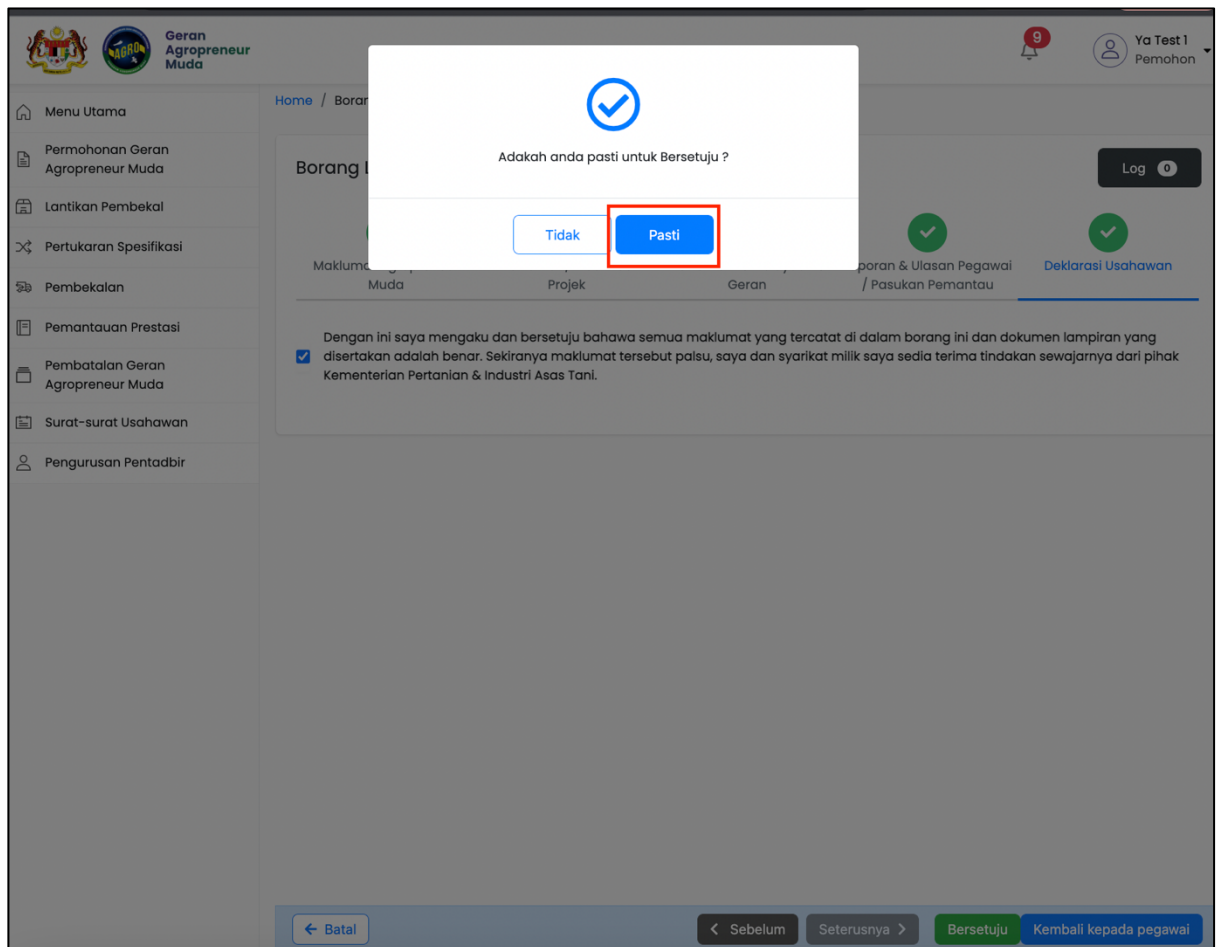 Geran
Agropreneur
Muda
AGRO
9
Ya Test 1
Pemohon
Menu Utama
Permohonan Geran
Agropreneur Muda
Lantikan Pembekal
Pertukaran Spesifikasi
Pembekalan
Pemantauan Prestasi
Pembatalan Geran
Agropreneur Muda
Surat-surat Usahawan
Pengurusan Pentadbir
Home / Boran
Adakah anda pasti untuk Bersetuju ?
Tidak
Pasti
Borang
Log 0
Muda
Projek
Geran
poran & Ulasan Pegawai
/ Pasukan Pemantau
Deklarasi Usahawan
Dengan ini saya mengaku dan bersetuju bahawa semua maklumat yang tercatat di dalam borang ini dan dokumen lampiran yang
disertakan adalah benar. Sekiranya maklumat tersebut palsu, saya dan syarikat milik saya sedia terima tindakan sewajarnya dari pihak
Kementerian Pertanian & Industri Asas Tani.
Batal
Sebelum
Seterusnya
Bersetuju
Kembali kepada pegawai